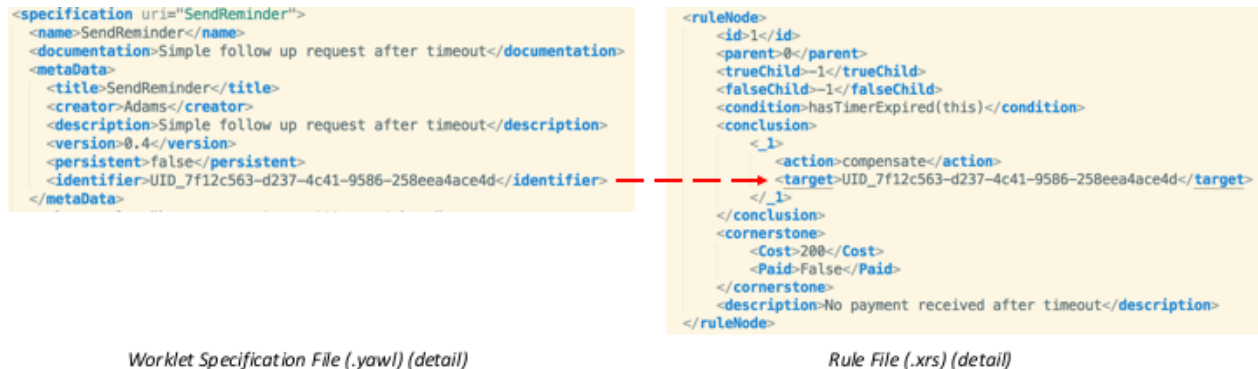 <specification uri="SendReminder">
<name>SendReminder</name>
<documentation>Simple follow up request after timeout</documentation>
<metaData>
<title>SendReminder</title>
<creator>Adams</creator>
<description>Simple follow up request after timeout</description>
<version>0.4</version>
<persistent>false</persistent>
<identifier>UID_7f12c563-d237-4c41-9586-258eea4ace4d</identifier>
</metaData>
Worklet Specification File (.yawl) (detail)
<ruleNode>
<id>1</id>
<parent>0</parent>
<trueChild>-1</trueChild>
<falseChild>-1</falseChild>
<condition>hasTimerExpired(this)</condition>
<conclusion>
<_1>
<action>compensate</action>
<target>UID_7f12c563-d237-4c41-9586-258eea4ace4d</target>
</_1>
</conclusion>
<cornerstone>
<Cost>200</Cost>
<Paid>False</Paid>
</cornerstone>
<description>No payment received after timeout</description>
</ruleNode>
Rule File (.xrs) (detail)